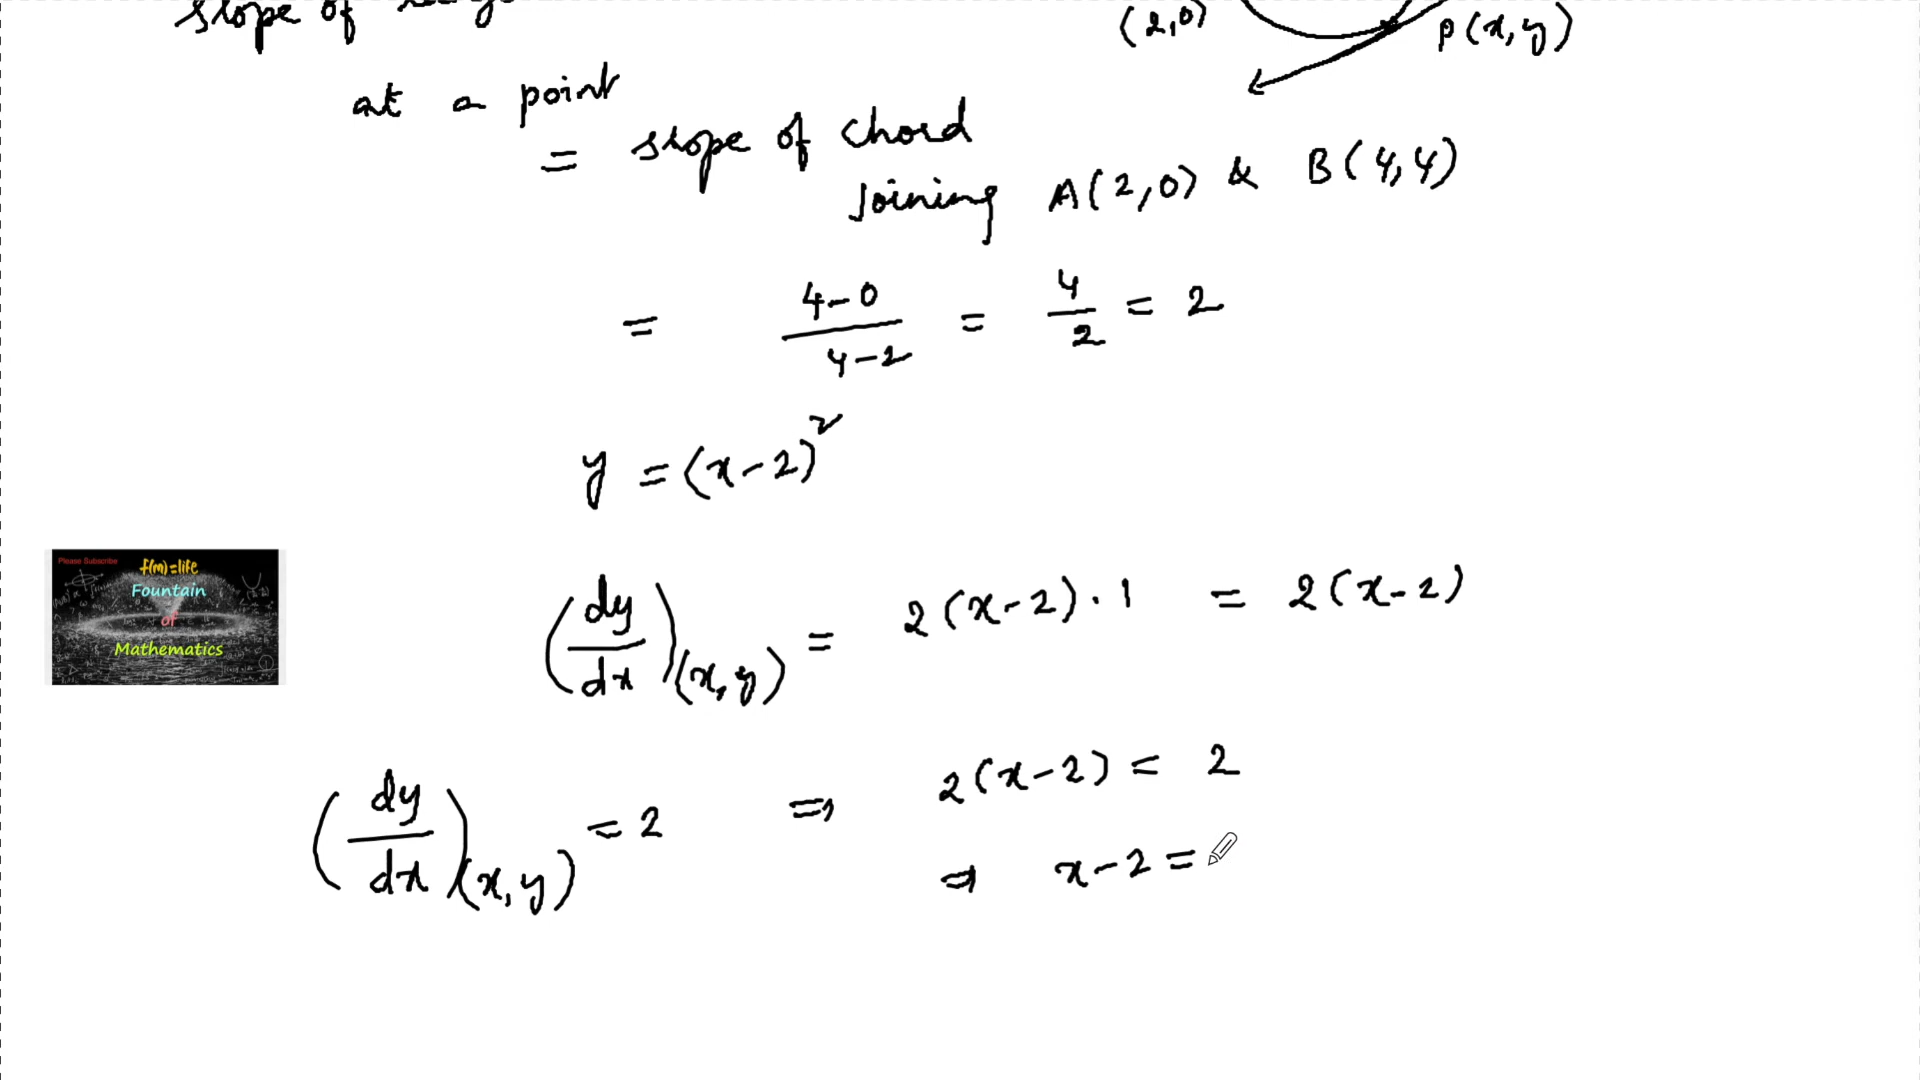 slope of
(2,0) P(x,y)
at a point
= slope of chord
Joining A(2,0) & B(4,4)
= 4-0/4-2 = 4/2 = 2
y = (x-2)²
Please Subscribe
f(m)=life
Fountain
of
Mathematics
(dy/dx)(x,y) = 2(x-2)·1 = 2(x-2)
(dy/dx)(x,y) = 2 ⇒ 2(x-2) = 2
⇒ x-2 =